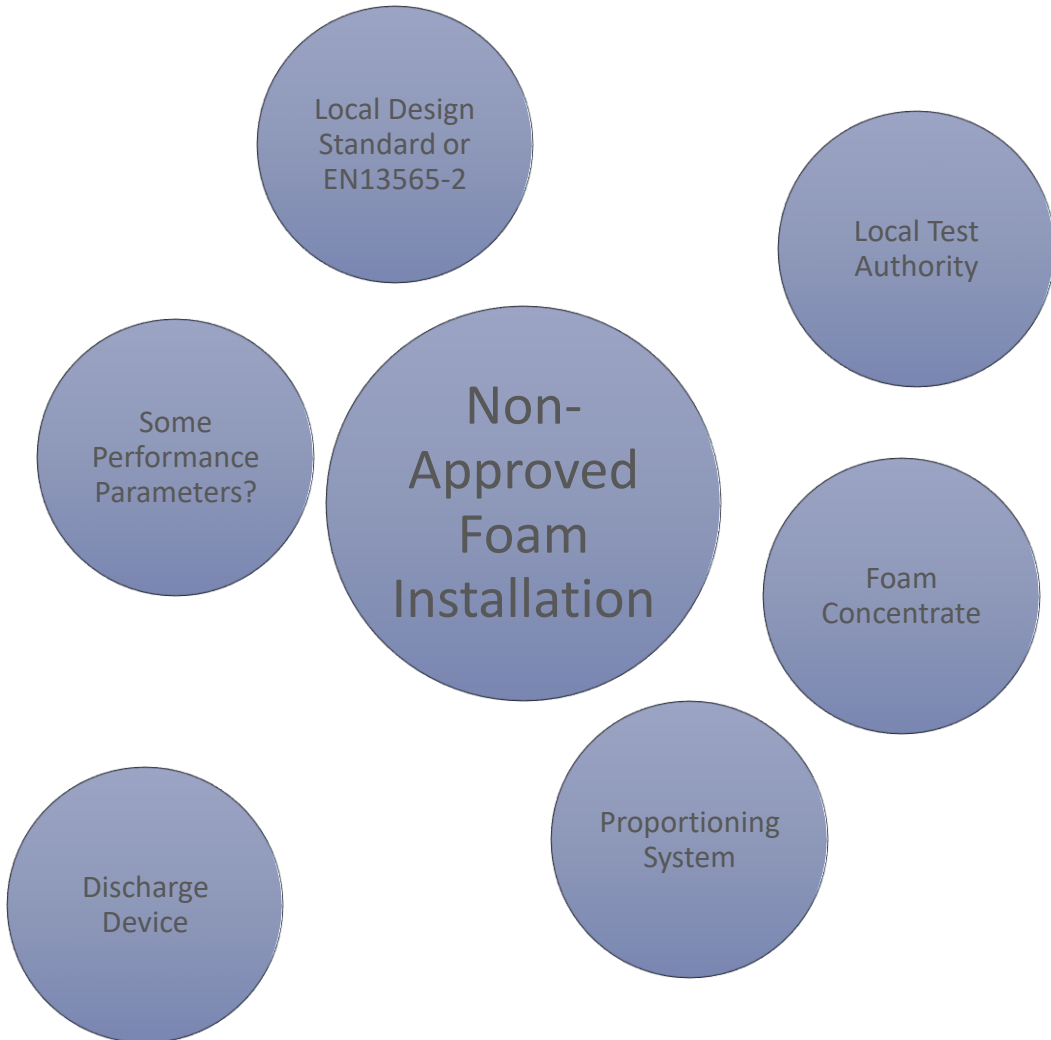 Local Design
Standard or
EN13565-2
Local Test
Authority
Some
Performance
Parameters?
Non-
Approved
Foam
Installation
Foam
Concentrate
Proportioning
System
Discharge
Device